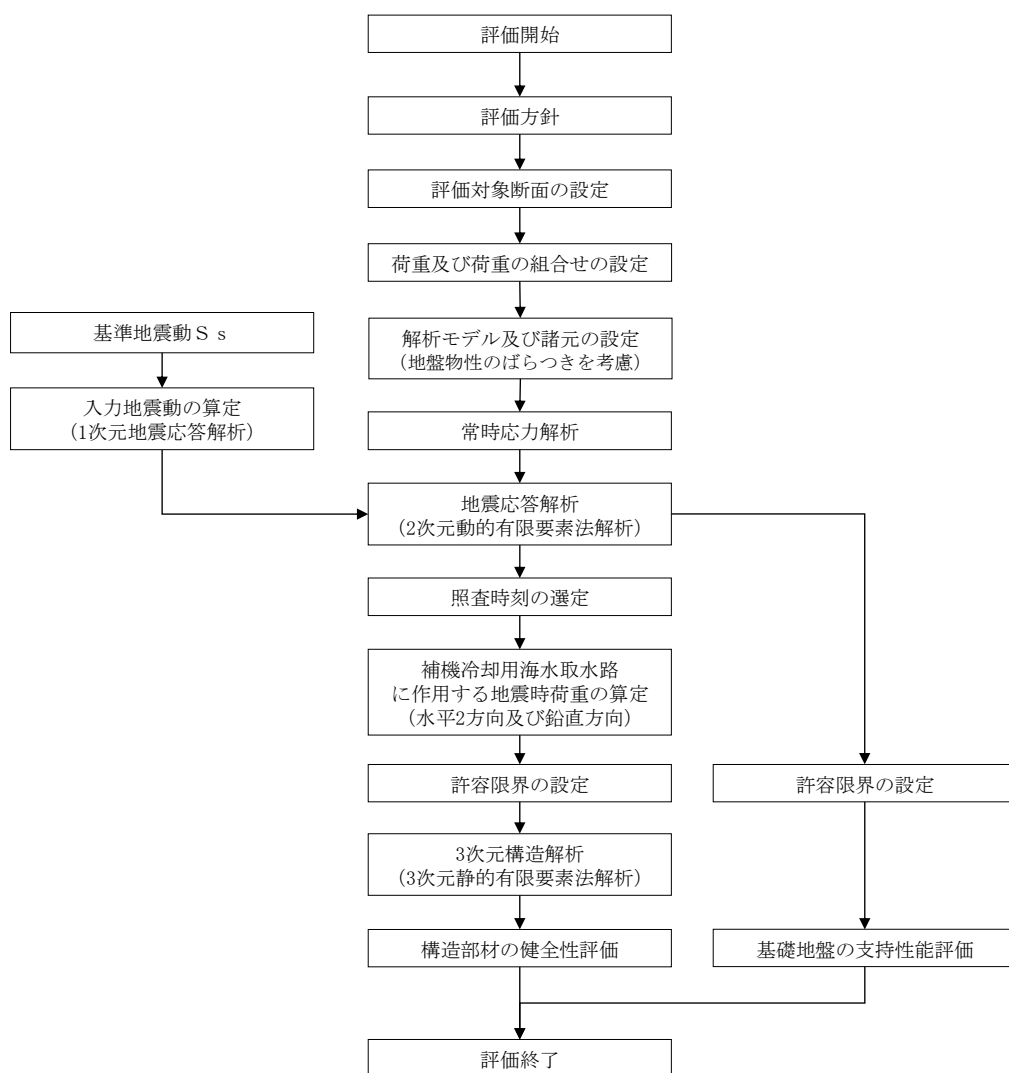 評価開始
評価方針
評価対象断面の設定
荷重及び荷重の組合せの設定
基準地震動Ｓｓ
解析モデル及び諸元の設定
(地盤物性のばらつきを考慮)
入力地震動の算定
(1次元地震応答解析)
常時応力解析
地震応答解析
(2次元動的有限要素法解析)
照査時刻の選定
補機冷却用海水取水路
に作用する地震時荷重の算定
(水平2方向及び鉛直方向)
許容限界の設定
許容限界の設定
3次元構造解析
(3次元静的有限要素法解析)
構造部材の健全性評価
基礎地盤の支持性能評価
評価終了